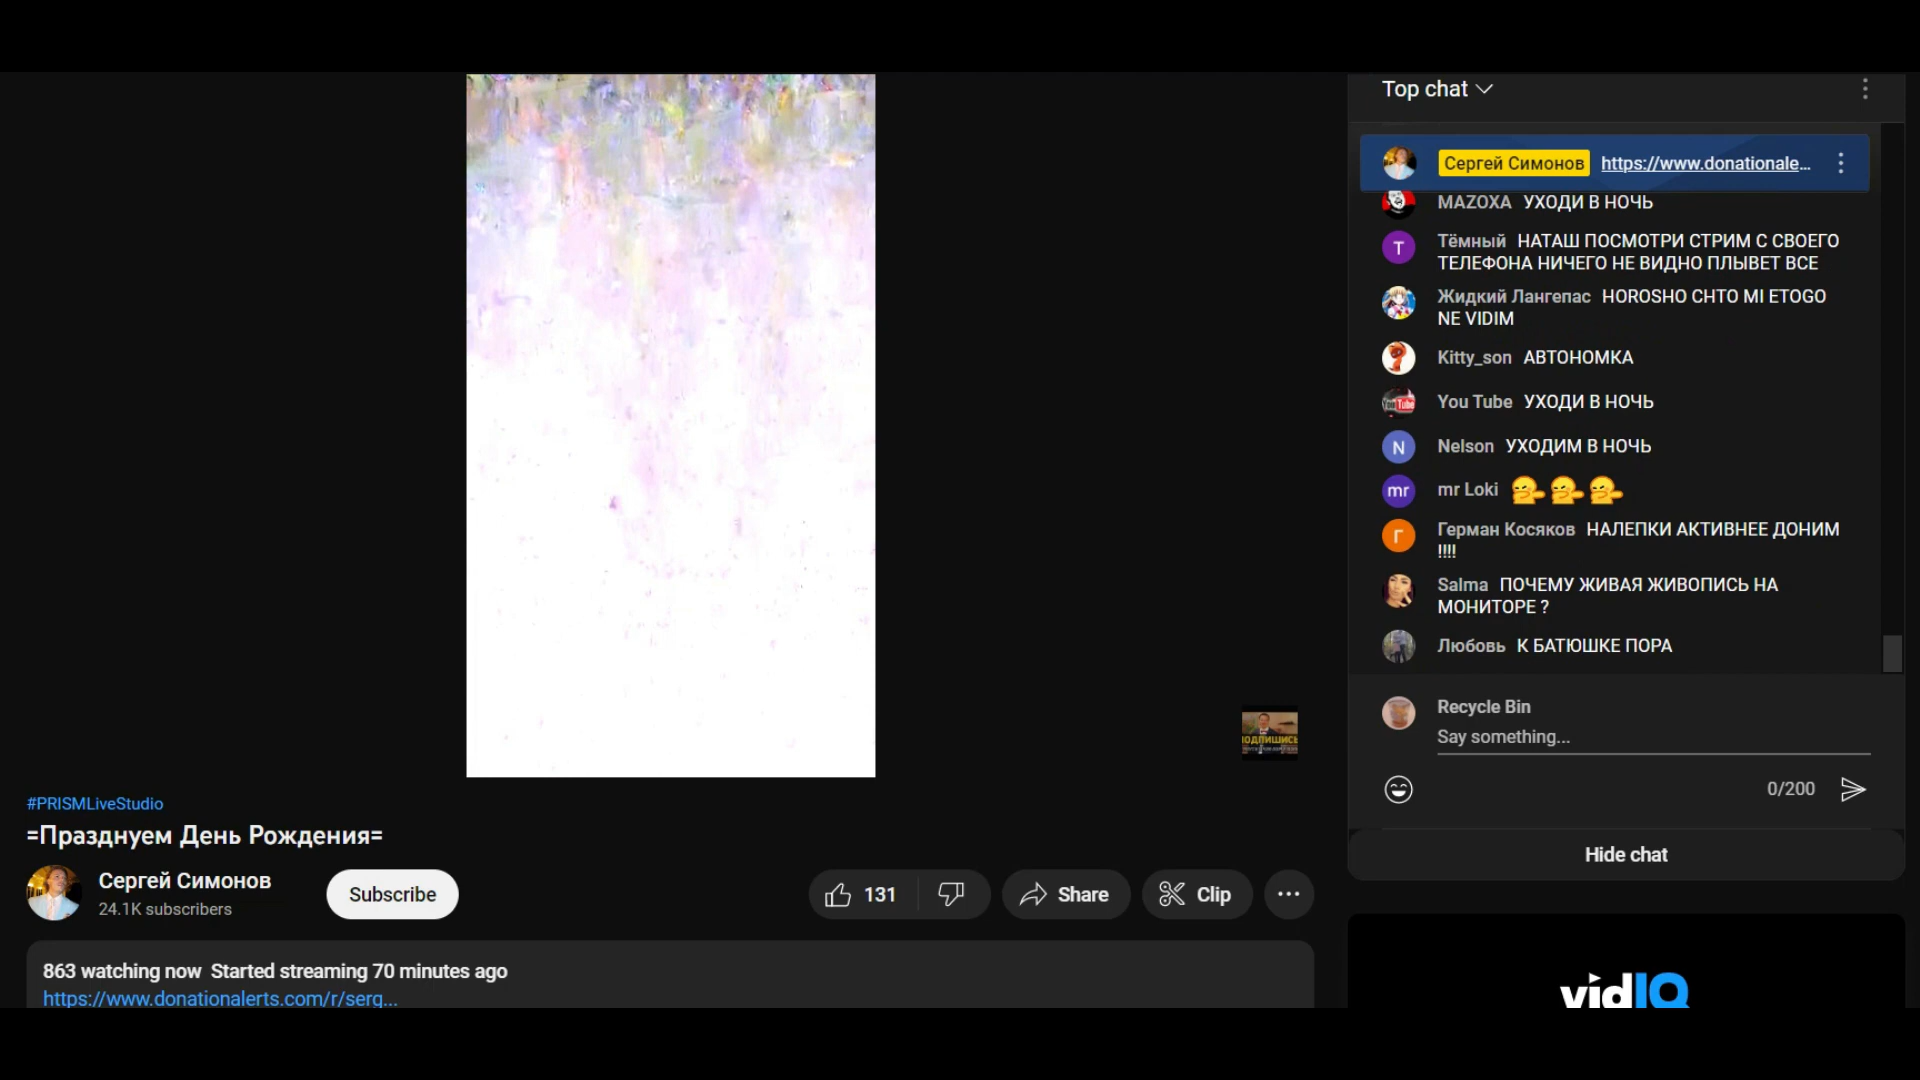 Top chat
Сергей Симонов https://www.donationale...
MAZOXA УХОДИ В НОЧЬ
Тёмный НАТАШ ПОСМОТРИ СТРИМ С СВОЕГО
ТЕЛЕФОНА НИЧЕГО НЕ ВИДНО ПЛЫВЕТ ВСЕ
Жидкий Лангепас HOROSHO CHTO MI ETOGO
NE VIDIM
Kitty_son АВТОНОМКА
You Tube УХОДИ В НОЧЬ
Nelson УХОДИМ В НОЧЬ
mr Loki
Герман Косяков НАЛЕПКИ АКТИВНЕЕ ДОНИМ
!!!!
Salma ПОЧЕМУ ЖИВАЯ ЖИВОПИСЬ НА
МОНИТОРЕ ?
Любовь К БАТЮШКЕ ПОРА
Recycle Bin
Say something...
0/200
Hide chat
ПОДПИШИСЬ
#PRISMLiveStudio
=Празднуем День Рождения=
Сергей Симонов
24.1K subscribers
Subscribe
131
Share
Clip
863 watching now Started streaming 70 minutes ago
https://www.donationalerts.com/r/serg...
vidIQ